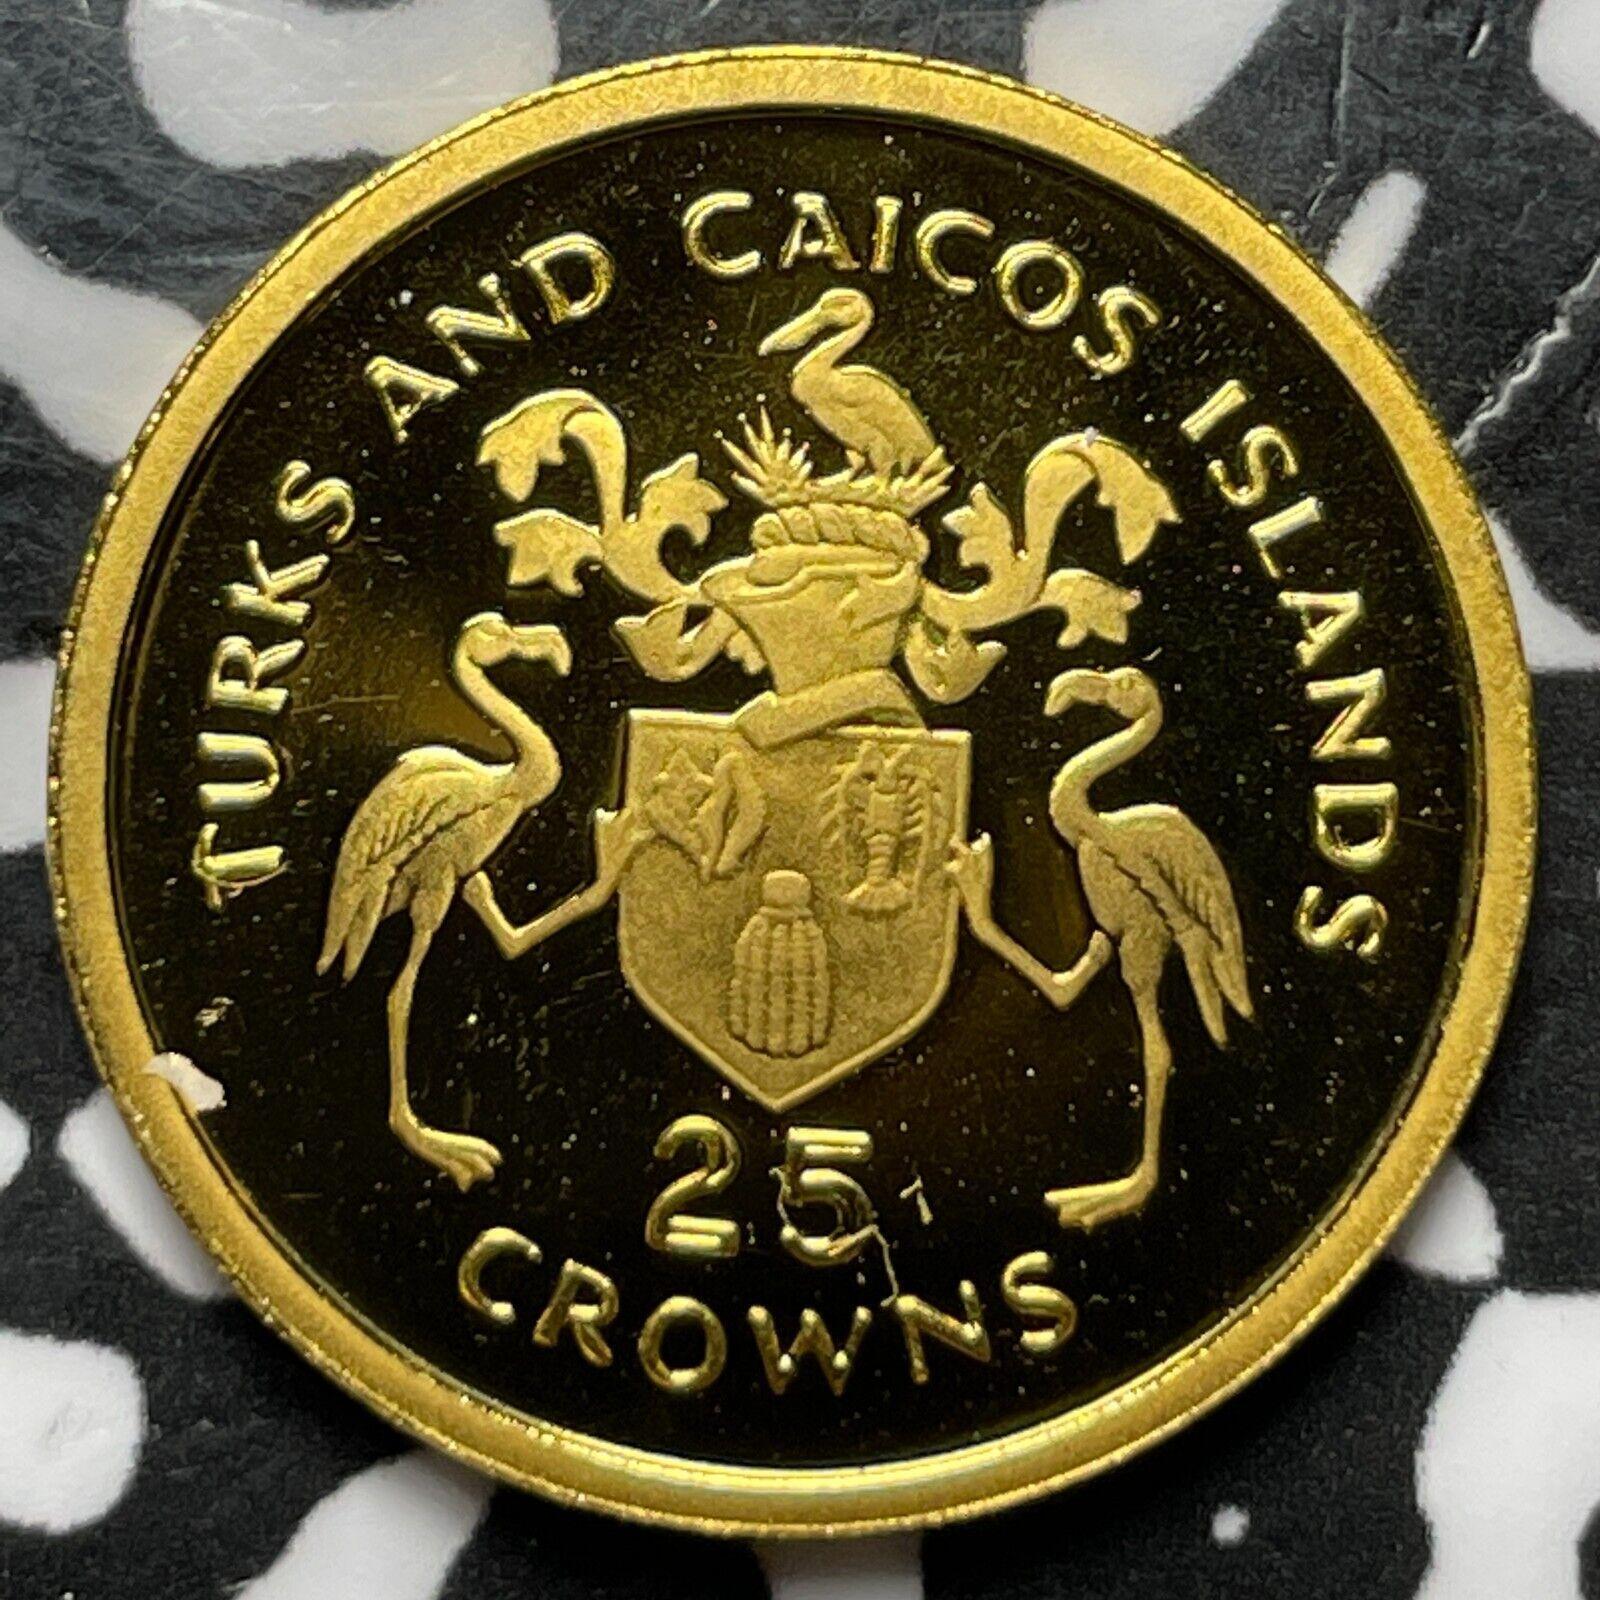 TURKS AND CAICOS ISLANDS
25
CROWNS